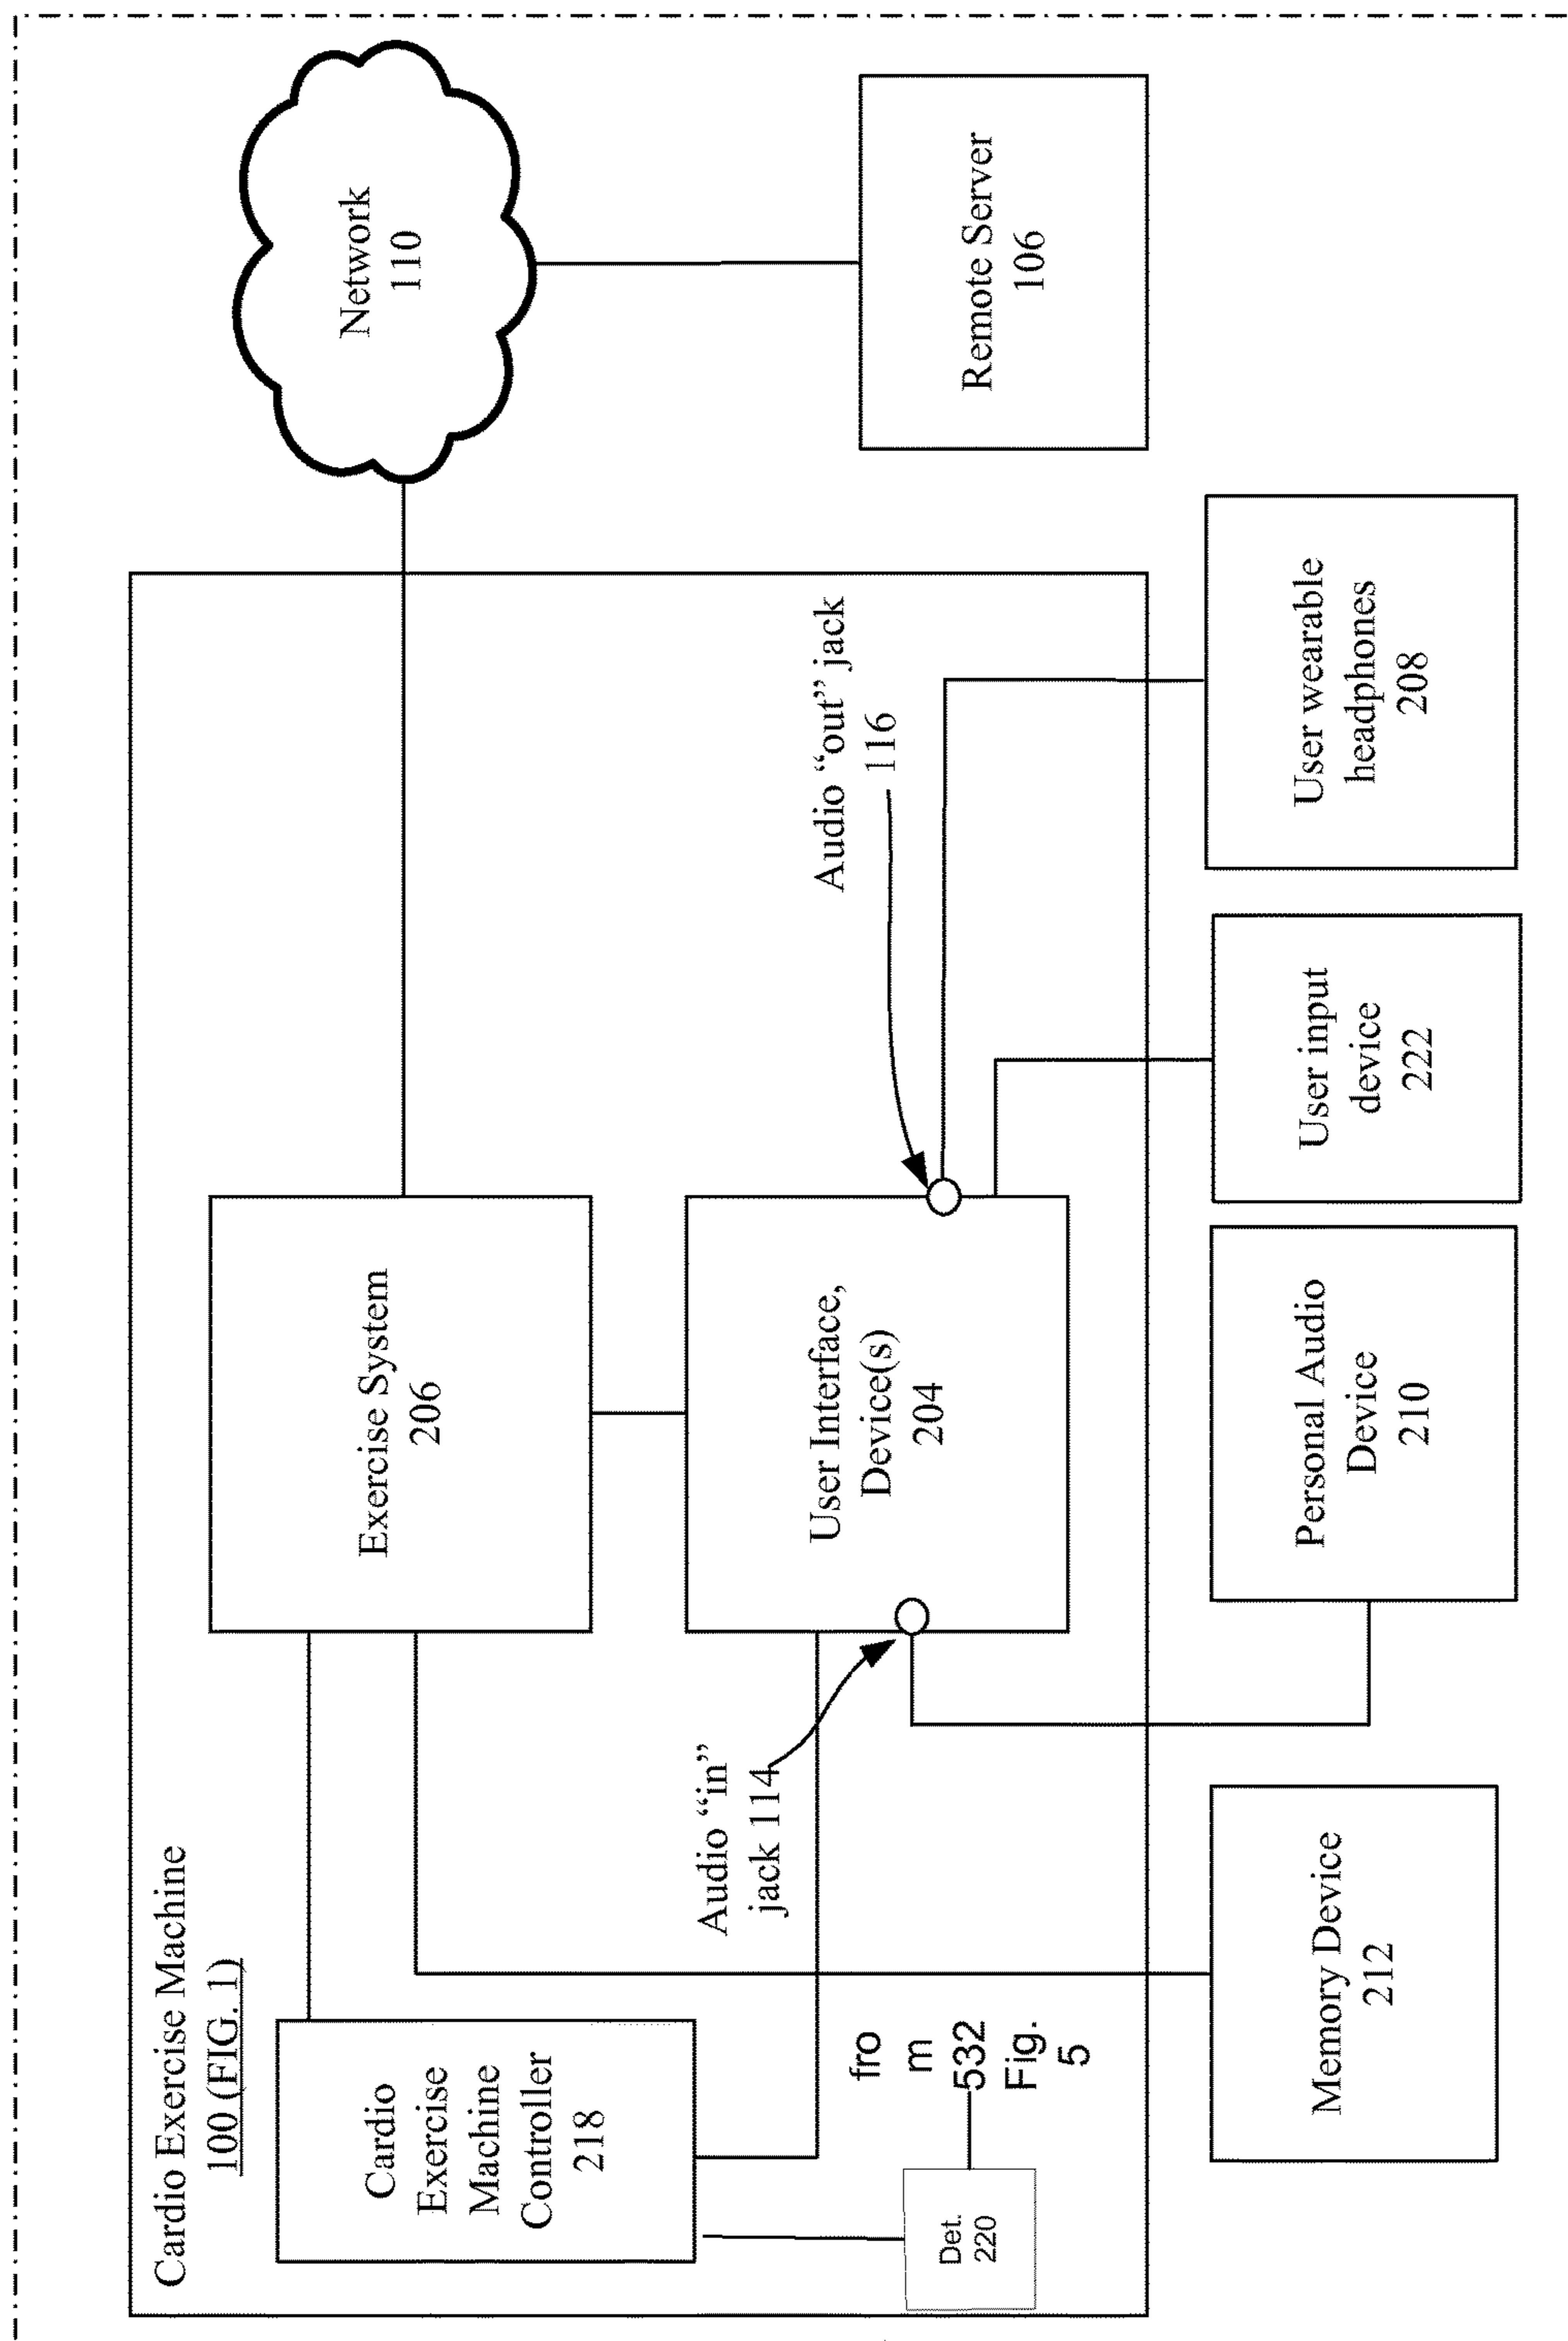 Cardio Exercise Machine
100 (FIG. 1)
Cardio
Exercise
Machine
Controller
218
Exercise System
206
Network
110
Audio “in”
jack 114
User Interface,
Device(s)
204
Audio “out” jack
116
Remote Server
106
Det.
220
fro
m
532
Fig.
5
Memory Device
212
Personal Audio
Device
210
User input
device
222
User wearable
headphones
208